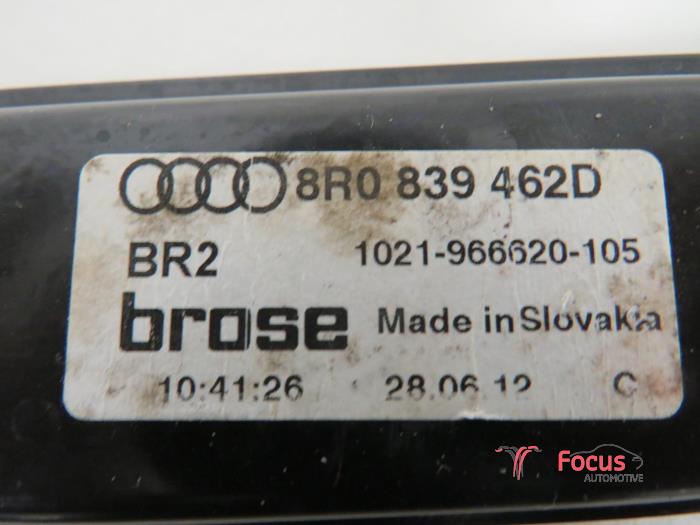 8R0 839 462D
BR2 1021-966620-105
brose Made in Slovakia
10:41:26 28.06.12 C
Focus
AUTOMOTIVE